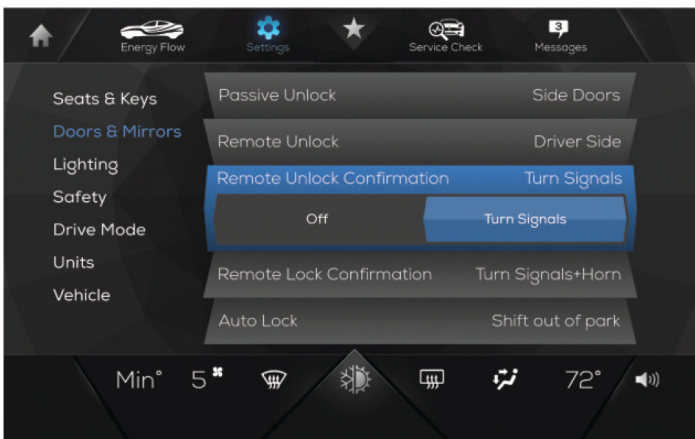 3
Energy Flow
Settings
Service Check
Messages
Seats & Keys
Doors & Mirrors
Lighting
Safety
Drive Mode
Units
Vehicle
Passive Unlock Side Doors
Remote Unlock Driver Side
Remote Unlock Confirmation Turn Signals
Off Turn Signals
Remote Lock Confirmation Turn Signals+Horn
Auto Lock Shift out of park
Min° 5 72°